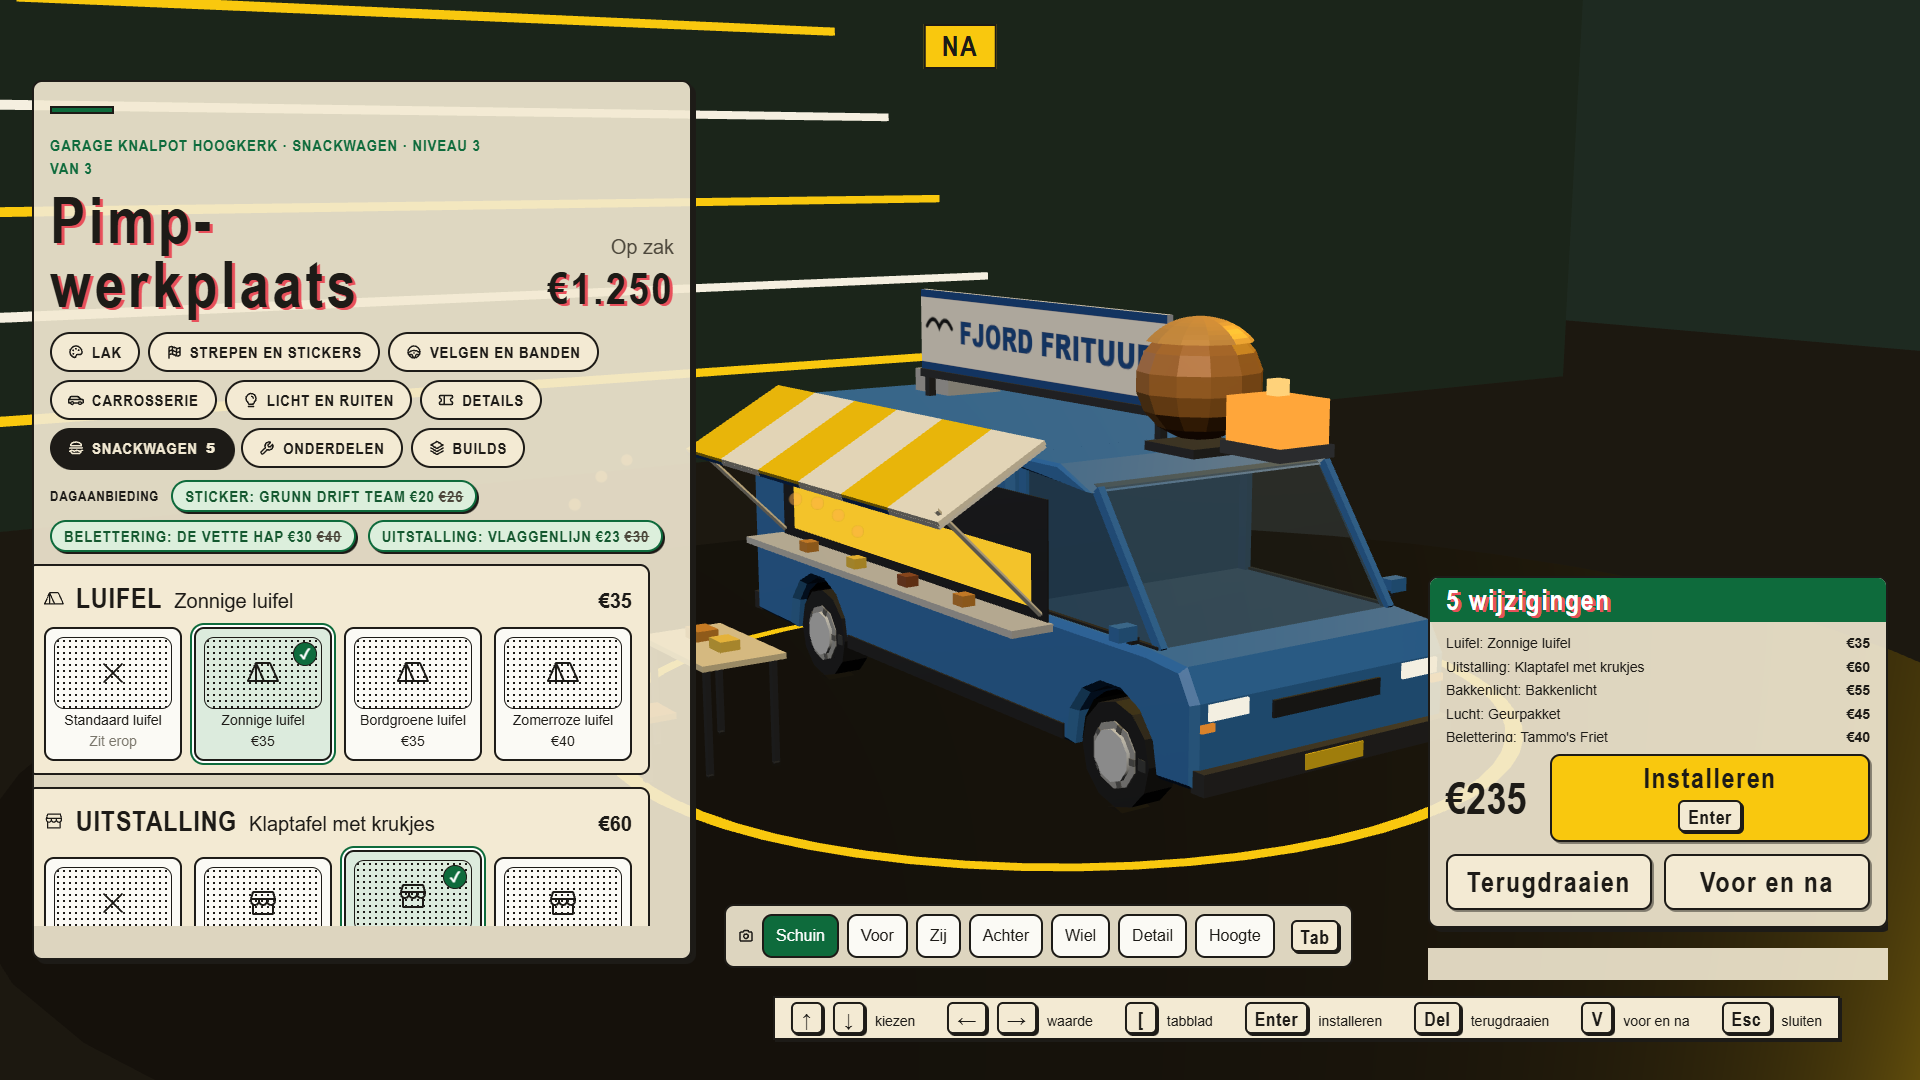 NA
GARAGE KNALPOT HOOGKERK · SNACKWAGEN · NIVEAU 3
VAN 3
Pimp-
werkplaats
Op zak
€1.250
LAK
STREPEN EN STICKERS
VELGEN EN BANDEN
CARROSSERIE
LICHT EN RUITEN
DETAILS
SNACKWAGEN 5
ONDERDELEN
BUILDS
DAGAANBIEDING
STICKER: GRUNN DRIFT TEAM €20 €26
BELETTERING: DE VETTE HAP €30 €40
UITSTALLING: VLAGGENLIJN €23 €30
LUIFEL Zonnige luifel €35
Standaard luifel
Zit erop
Zonnige luifel
€35
Bordgroene luifel
€35
Zomerroze luifel
€40
UITSTALLING Klaptafel met krukjes €60
FJORD FRITUUR
5 wijzigingen
Luifel: Zonnige luifel €35
Uitstalling: Klaptafel met krukjes €60
Bakkenlicht: Bakkenlicht €55
Lucht: Geurpakket €45
Belettering: Tammo's Friet €40
€235
Installeren
Enter
Terugdraaien
Voor en na
Schuin
Voor
Zij
Achter
Wiel
Detail
Hoogte
Tab
↑ ↓ kiezen
← → waarde
[ tabblad
Enter installeren
Del terugdraaien
V voor en na
Esc sluiten